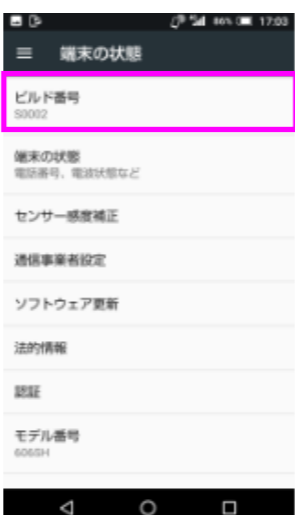 86% 17:03
端末の状態
ビルド番号
S0002
端末の状態
電話番号、電波状態など
センサー感度補正
通信事業者設定
ソフトウェア更新
法的情報
認証
モデル番号
606SH